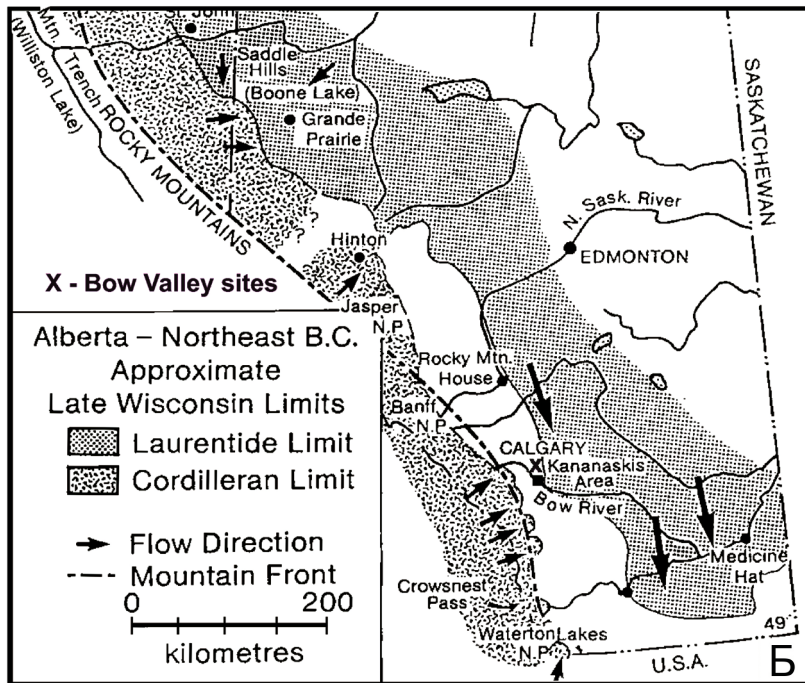 St. John
Mtn.
Trench
(Williston Lake)
ROCKY MOUNTAINS
Saddle
Hills
(Boone Lake)
Grande
Prairie
SASKATCHEWAN
N. Sask. River
EDMONTON
?
?
Hinton
X - Bow Valley sites
Jasper
N.P.
Rocky Mtn.
House
Banff
N.P.
CALGARY
X Kananaskis
Area
Bow River
Medicine
Hat
Crowsnest
Pass
Waterton Lakes
N.P.
49°
U.S.A.
Б
Alberta – Northeast B.C.
Approximate
Late Wisconsin Limits
Laurentide Limit
Cordilleran Limit
Flow Direction
Mountain Front
0 200
kilometres